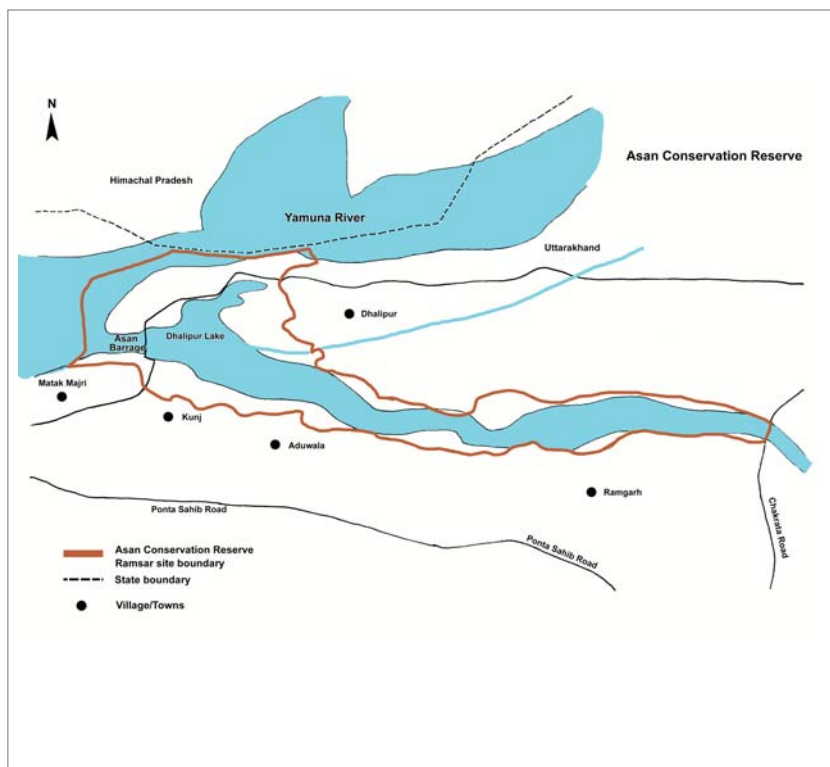 N
Asan Conservation Reserve
Himachal Pradesh
Yamuna River
Uttarakhand
Dhalipur
Asan
Barrage
Dhalipur Lake
Matak Majri
Kunj
Aduwala
Ramgarh
Ponta Sahib Road
Ponta Sahib Road
Chakrata Road
Asan Conservation Reserve
Ramsar site boundary
State boundary
Village/Towns